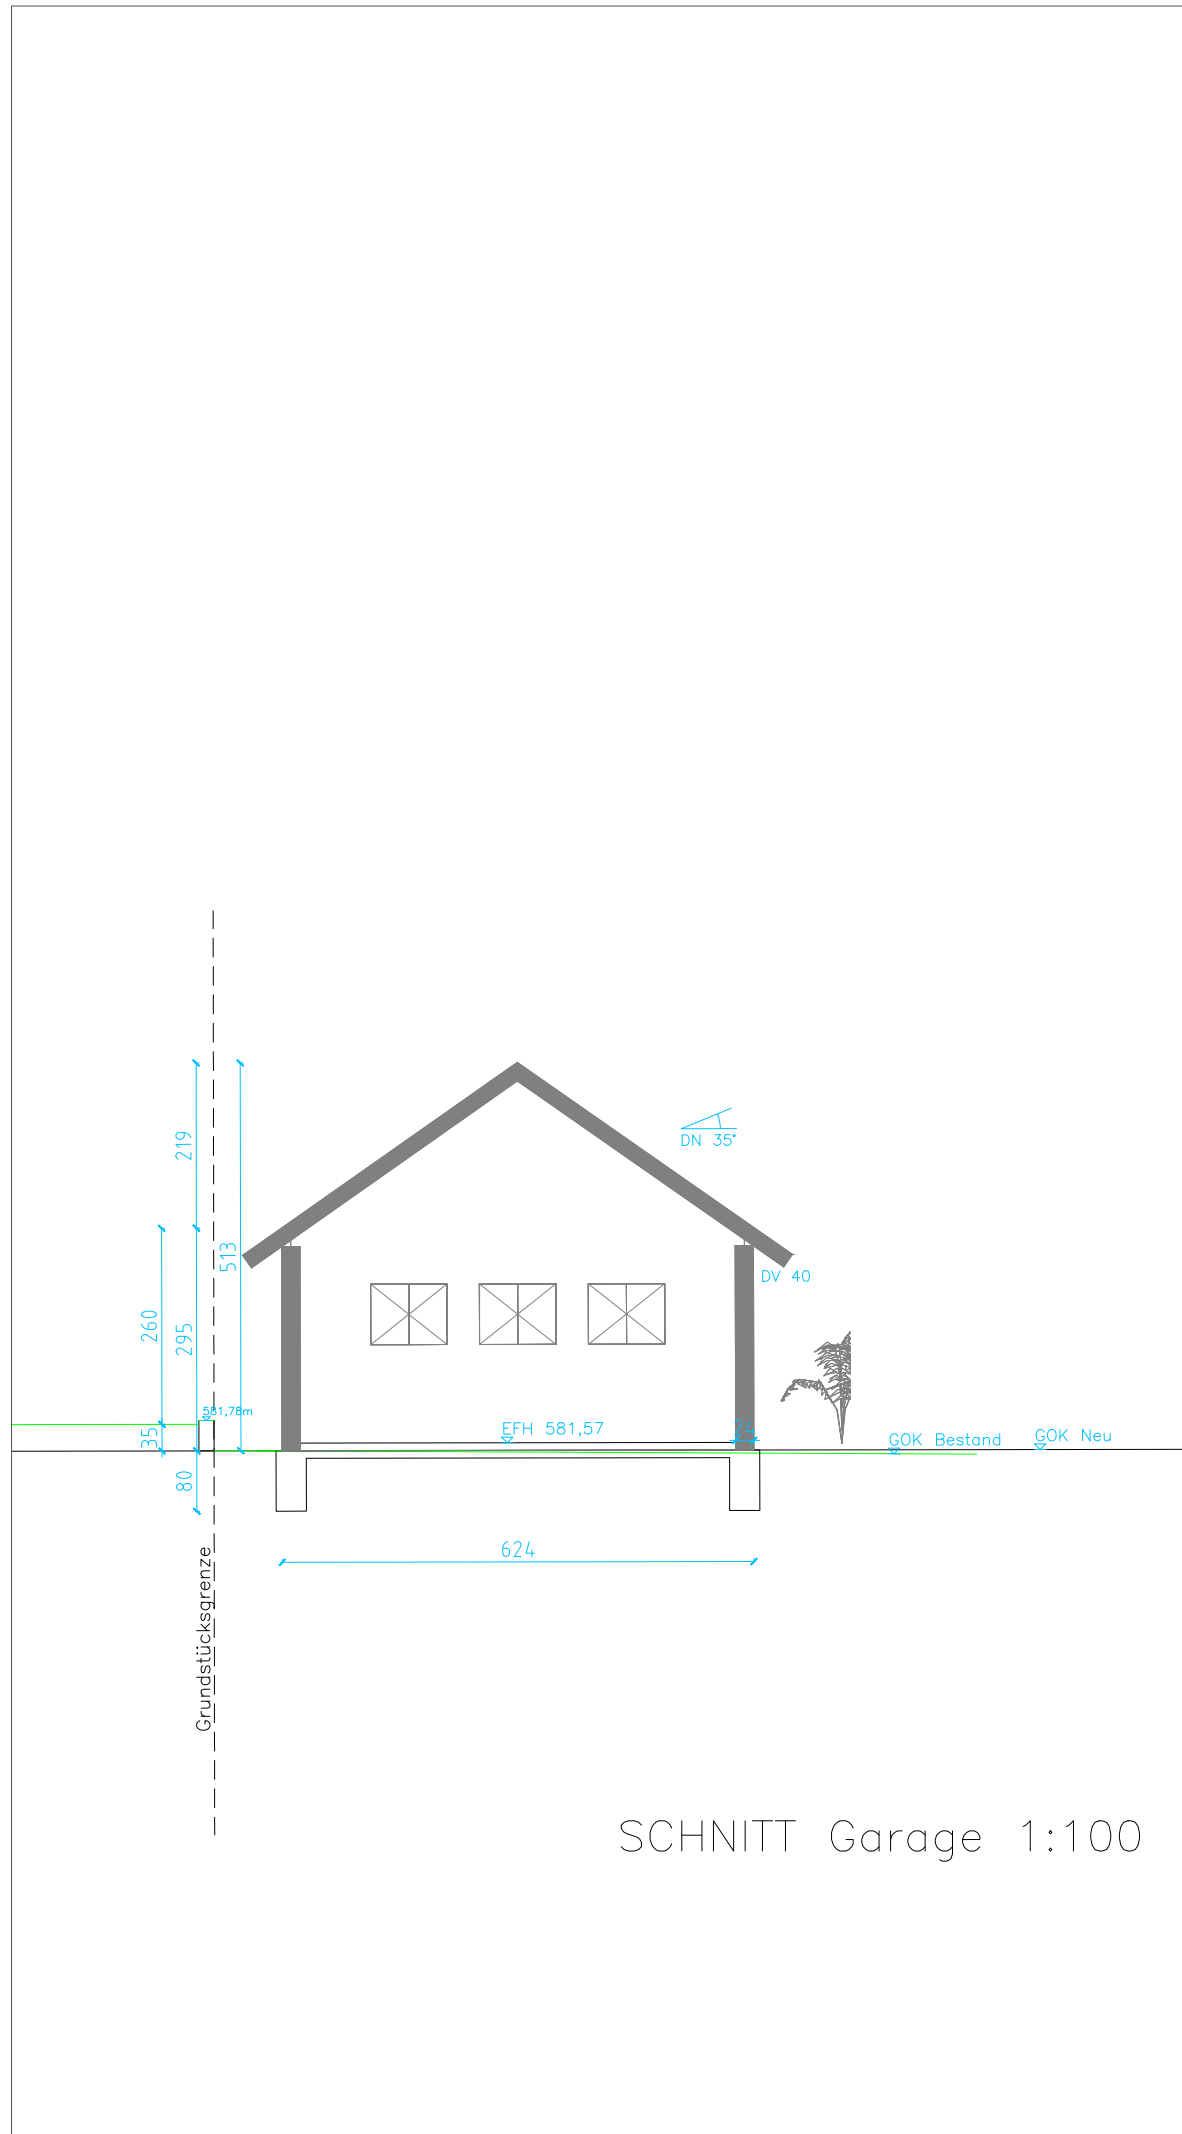 219
DN 35°
513
DV 40
260
295
581,78m
EFH 581,57
24
GOK Bestand
GOK Neu
35
80
624
Grundstücksgrenze
SCHNITT Garage 1:100